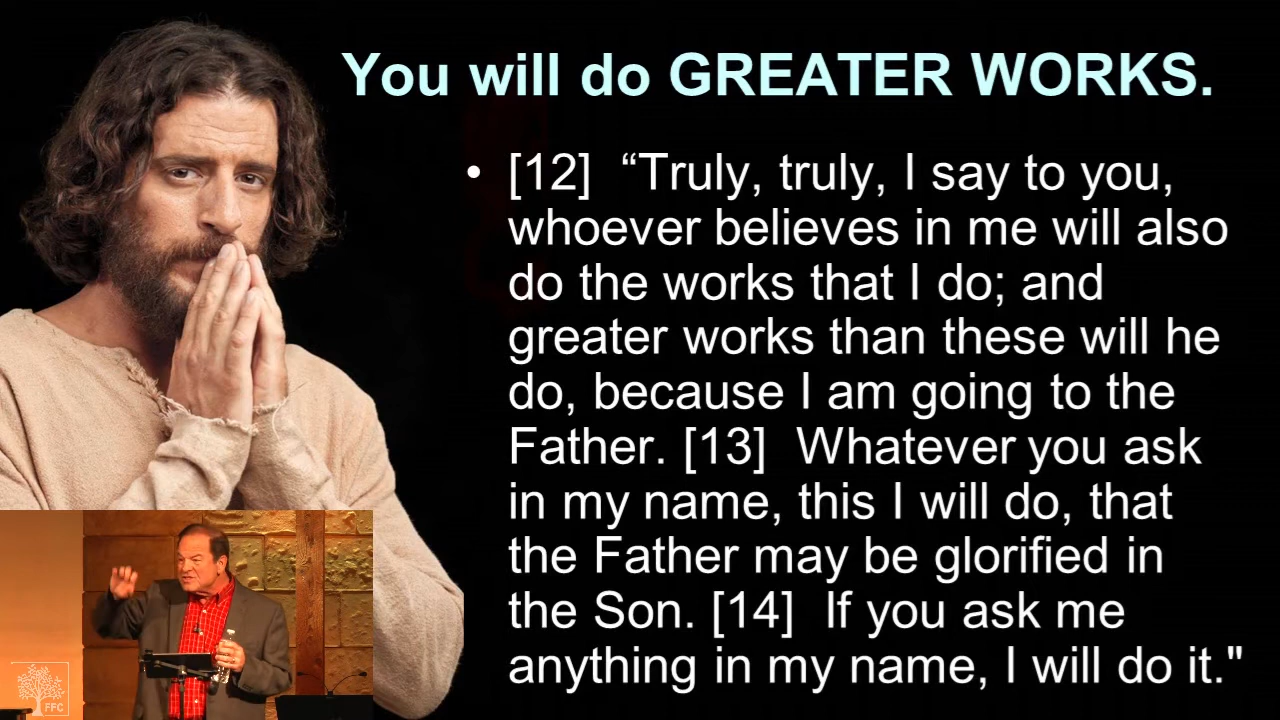 You will do GREATER WORKS.
• [12]  “Truly, truly, I say to you,
whoever believes in me will also
do the works that I do; and
greater works than these will he
do, because I am going to the
Father. [13]  Whatever you ask
in my name, this I will do, that
the Father may be glorified in
the Son. [14]  If you ask me
anything in my name, I will do it."
FFC